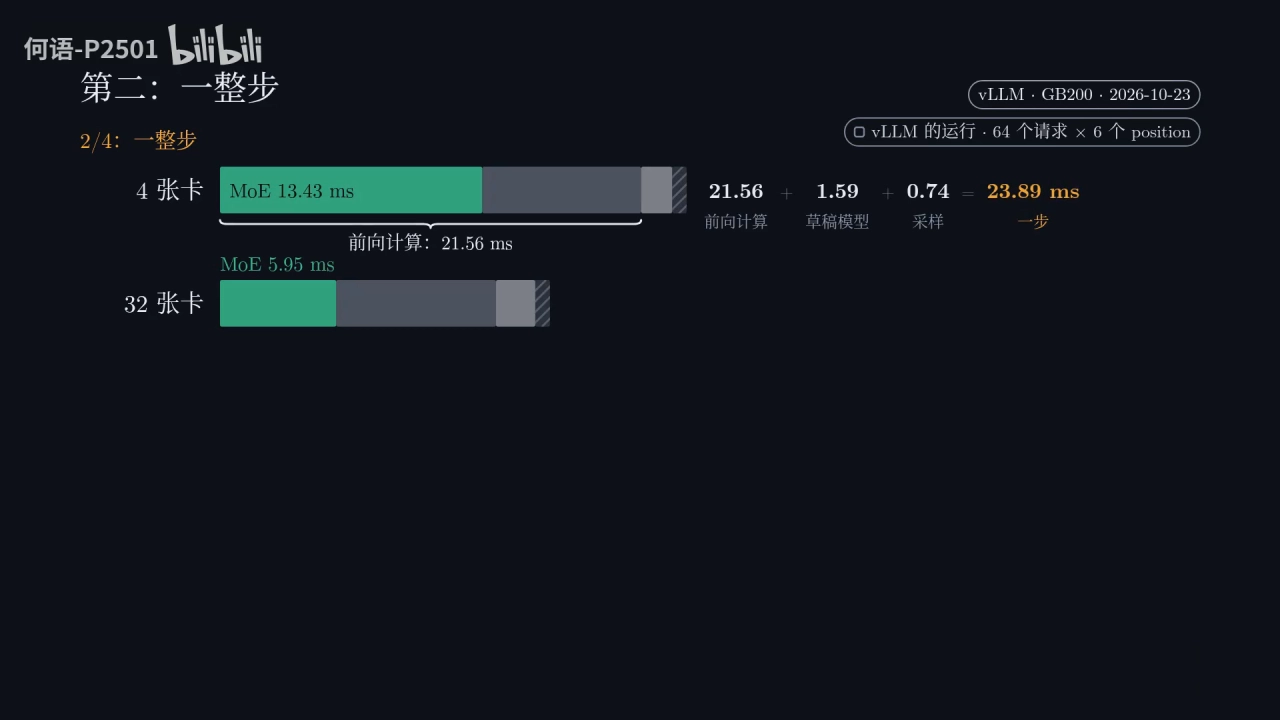 何语-P2501 bilibili
第二：一整步
vLLM · GB200 · 2026-10-23
2/4：一整步
vLLM 的运行 · 64 个请求 × 6 个 position
4 张卡
MoE 13.43 ms
21.56 + 1.59 + 0.74 = 23.89 ms
前向计算 草稿模型 采样 一步
前向计算：21.56 ms
MoE 5.95 ms
32 张卡